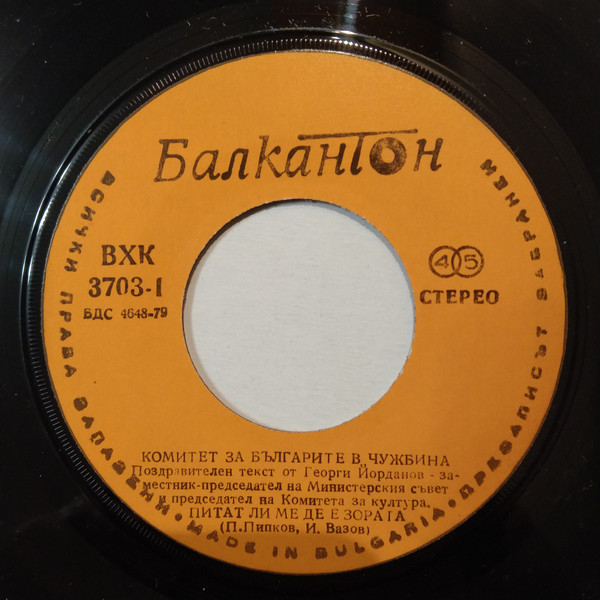 Балкантон
ВХК
3703-I
БДС 4648-79
45
СТЕРЕО
КОМИТЕТ ЗА БЪЛГАРИТЕ В ЧУЖБИНА
Поздравителен текст от Георги Йорданов - за-
местник-председател на Министерския съвет
и председател на Комитета за култура.
ПИТАТ ЛИ МЕ ДЕ Е ЗОРАТА
(П.Пипков, И. Вазов)
ВСИЧКИ ПРАВА ЗАПАЗЕНИ • MADE IN BULGARIA • ПРЕЗАПИСЪТ ЗАБРАНЕН